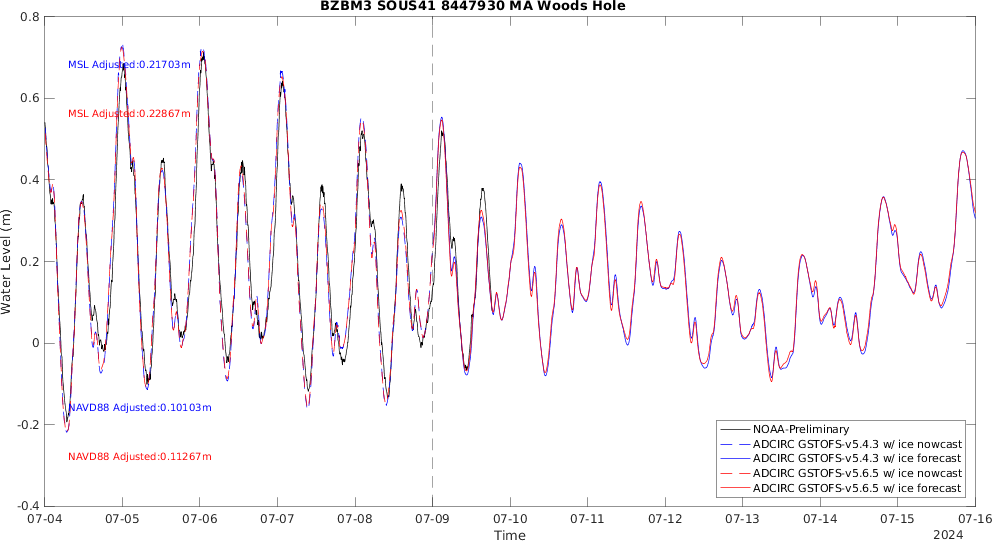 BZBM3 SOUS41 8447930 MA Woods Hole
0.8
0.6
0.4
0.2
0
-0.2
-0.4
Water Level (m)
MSL Adjusted:0.21703m
MSL Adjusted:0.22867m
NAVD88 Adjusted:0.10103m
NAVD88 Adjusted:0.11267m
NOAA-Preliminary
ADCIRC GSTOFS-v5.4.3 w/ ice nowcast
ADCIRC GSTOFS-v5.4.3 w/ ice forecast
ADCIRC GSTOFS-v5.6.5 w/ ice nowcast
ADCIRC GSTOFS-v5.6.5 w/ ice forecast
07-04 07-05 07-06 07-07 07-08 07-09 07-10 07-11 07-12 07-13 07-14 07-15 07-16
Time
2024